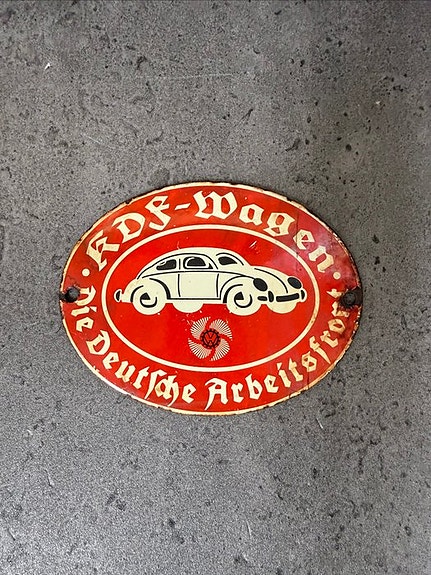 KDF-Wagen
Die Deutſche Arbeitsfront